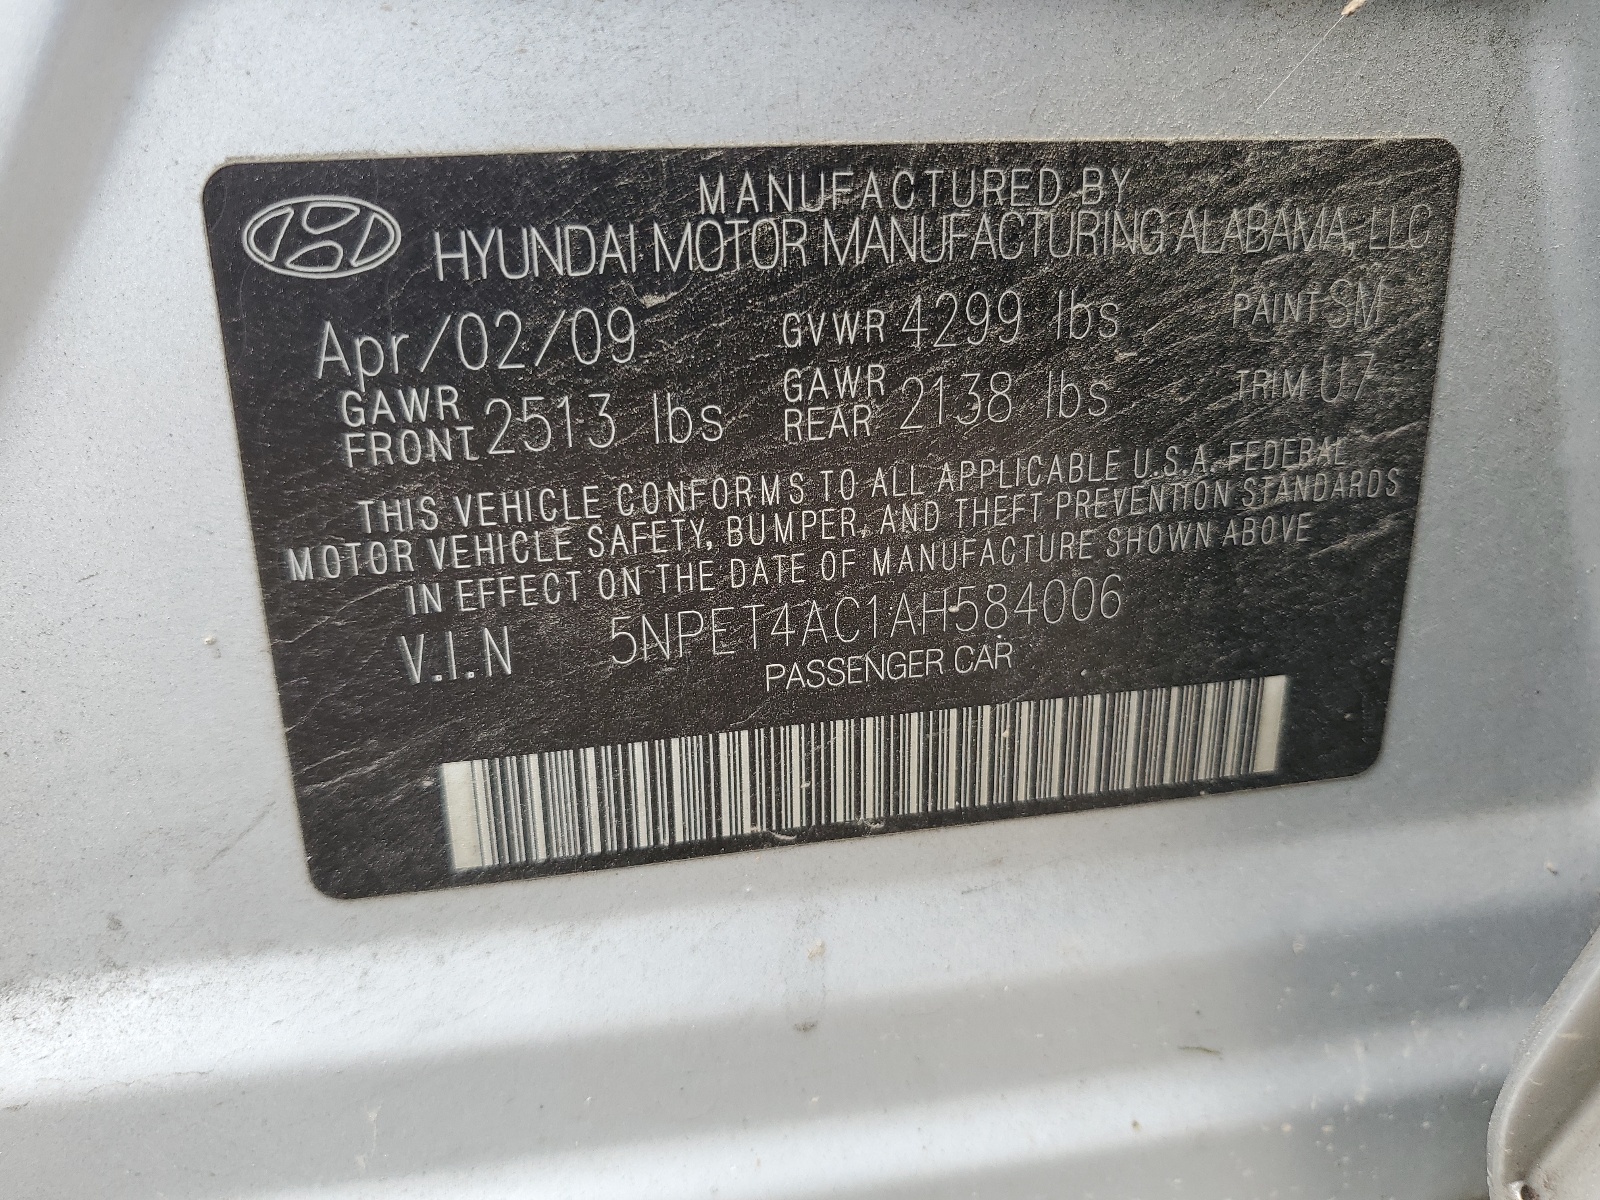 MANUFACTURED BY
HYUNDAI MOTOR MANUFACTURING ALABAMA, LLC
Apr/02/09 GVWR 4299 lbs PAINT SM
GAWR FRONT 2513 lbs GAWR REAR 2138 lbs TRIM U7
THIS VEHICLE CONFORMS TO ALL APPLICABLE U.S.A. FEDERAL
MOTOR VEHICLE SAFETY, BUMPER, AND THEFT PREVENTION STANDARDS
IN EFFECT ON THE DATE OF MANUFACTURE SHOWN ABOVE
V.I.N 5NPET4AC1AH584006
PASSENGER CAR